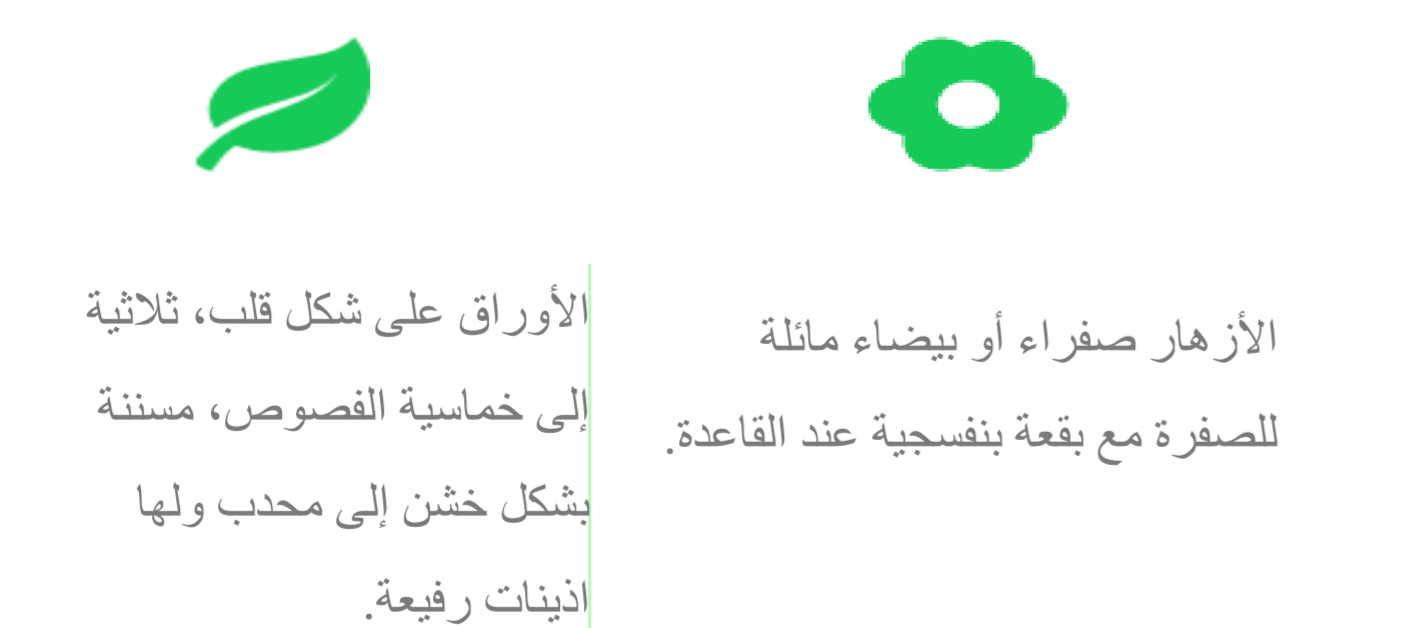 الأزهار صفراء أو بيضاء مائلة
للصفرة مع بقعة بنفسجية عند القاعدة.
الأوراق على شكل قلب، ثلاثية
إلى خماسية الفصوص، مسننة
بشكل خشن إلى محدب ولها
اذينات رفيعة.